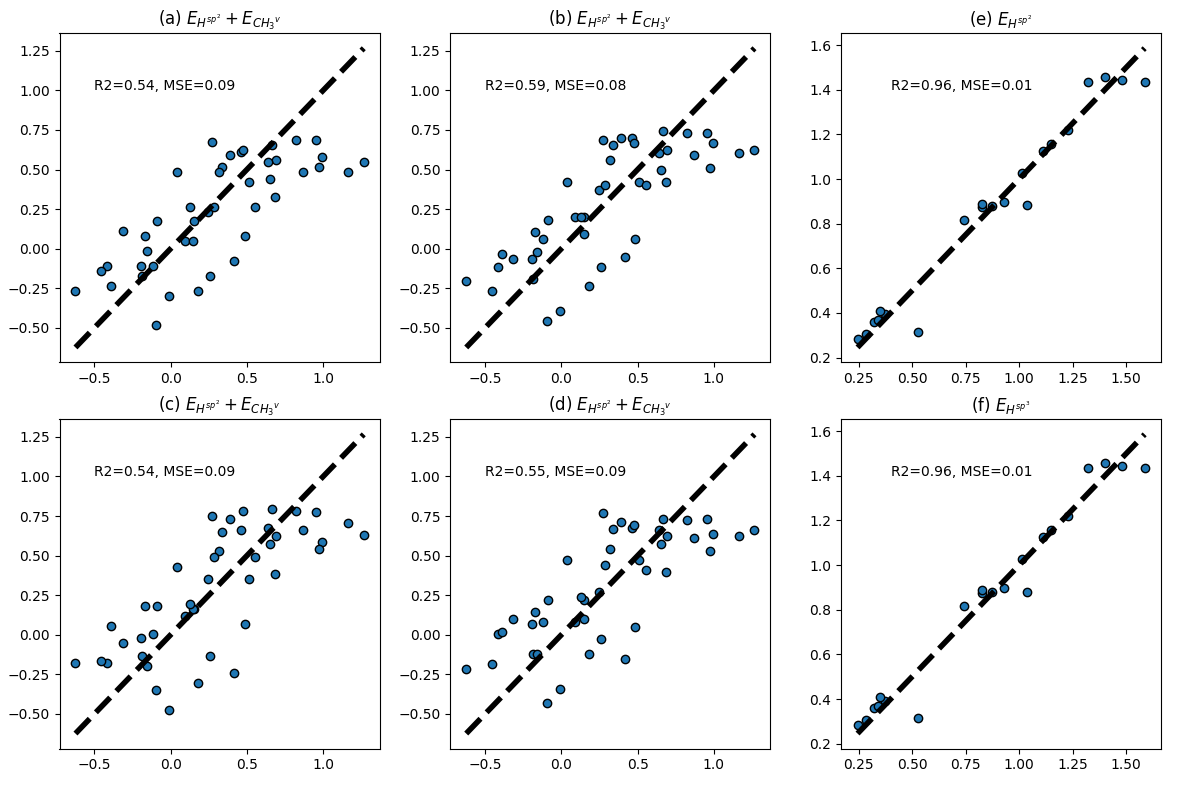 (a) E_{H^{sp^2}} + E_{CH_3^v}
1.25
1.00
0.75
0.50
0.25
0.00
−0.25
−0.50
R2=0.54, MSE=0.09
−0.5 0.0 0.5 1.0
(b) E_{H^{sp^2}} + E_{CH_3^v}
1.25
1.00
0.75
0.50
0.25
0.00
−0.25
−0.50
R2=0.59, MSE=0.08
−0.5 0.0 0.5 1.0
(e) E_{H^{sp^2}}
1.6
1.4
1.2
1.0
0.8
0.6
0.4
0.2
R2=0.96, MSE=0.01
0.25 0.50 0.75 1.00 1.25 1.50
(c) E_{H^{sp^2}} + E_{CH_3^v}
1.25
1.00
0.75
0.50
0.25
0.00
−0.25
−0.50
R2=0.54, MSE=0.09
−0.5 0.0 0.5 1.0
(d) E_{H^{sp^2}} + E_{CH_3^v}
1.25
1.00
0.75
0.50
0.25
0.00
−0.25
−0.50
R2=0.55, MSE=0.09
−0.5 0.0 0.5 1.0
(f) E_{H^{sp^3}}
1.6
1.4
1.2
1.0
0.8
0.6
0.4
0.2
R2=0.96, MSE=0.01
0.25 0.50 0.75 1.00 1.25 1.50